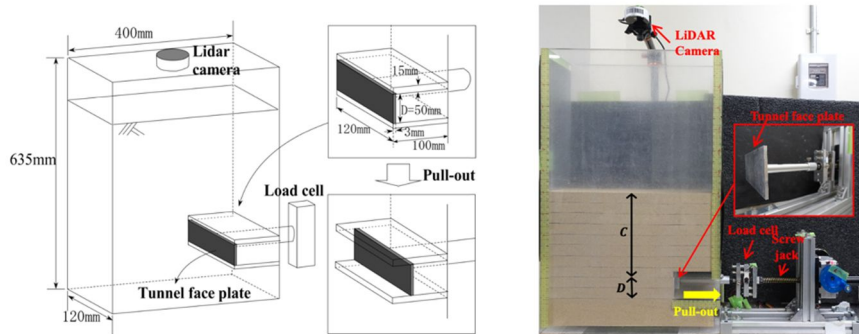 400mm
Lidar
camera
635mm
120mm
Tunnel face plate
Load cell
15mm
D=50mm
3mm
120mm
100mm
Pull-out
LiDAR
Camera
Tunnel face plate
C
D
Load cell
Screw
jack
Pull-out